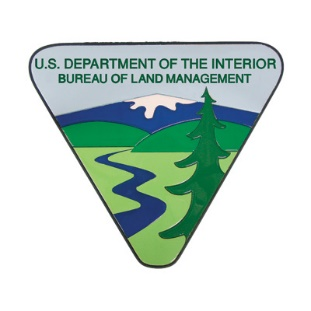 U.S. DEPARTMENT OF THE INTERIOR
BUREAU OF LAND MANAGEMENT